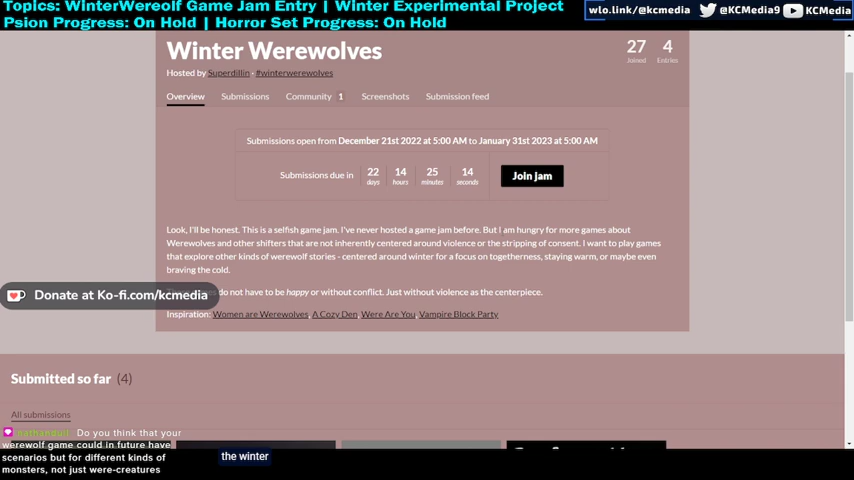 Topics: WinterWereolf Game Jam Entry | Winter Experimental Project
Psion Progress: On Hold | Horror Set Progress: On Hold
wlo.link/@kcmedia @KCMedia9 KCMedia
Winter Werewolves
27 4
Joined Entries
Hosted by Superdillin · #winterwerewolves
Overview Submissions Community 1 Screenshots Submission feed
Submissions open from December 21st 2022 at 5:00 AM to January 31st 2023 at 5:00 AM
Submissions due in 22 14 25 14 Join jam
days hours minutes seconds
Look, I'll be honest. This is a selfish game jam. I've never hosted a game jam before. But I am hungry for more games about
Werewolves and other shifters that are not inherently centered around violence or the stripping of consent. I want to play games
that explore other kinds of werewolf stories - centered around winter for a focus on togetherness, staying warm, or maybe even
braving the cold.
Donate at Ko-fi.com/kcmedia
do not have to be happy or without conflict. Just without violence as the centerpiece.
Inspiration: Women are Werewolves, A Cozy Den, Were Are You, Vampire Block Party
Submitted so far (4)
All submissions
Do you think that your
werewolf game could in future have
scenarios but for different kinds of
monsters, not just were-creatures
the winter